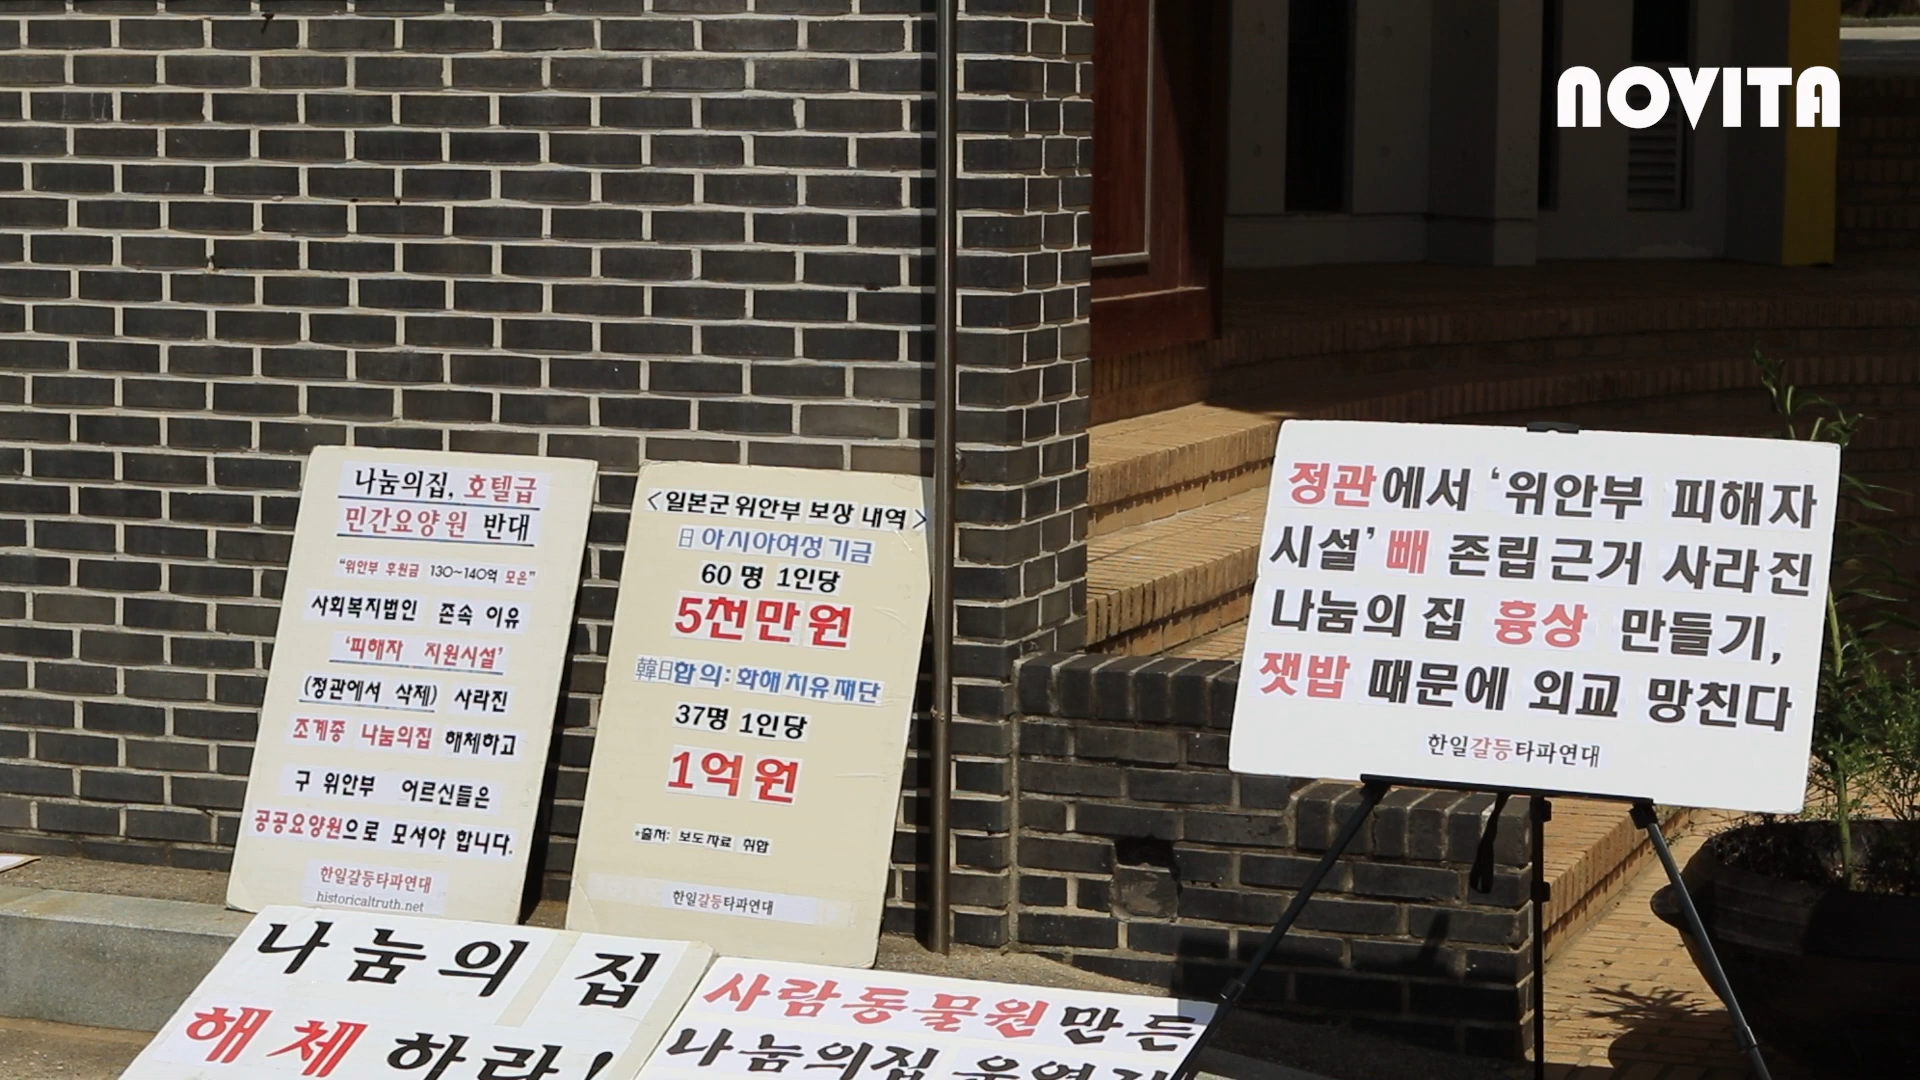 NOVITA
나눔의집, 호텔급
민간요양원 반대
"위안부 후원금 130~140억 모은"
사회복지법인 존속 이유
'피해자 지원시설'
(정관에서 삭제) 사라진
조계종 나눔의집 해체하고
구 위안부 어르신들은
공공요양원으로 모셔야 합니다.
한일갈등타파연대
historicaltruth.net
<일본군 위안부 보상 내역>
日 아시아여성기금
60명 1인당
5천만원
韓日합의: 화해치유재단
37명 1인당
1억원
*출처: 보도자료 취합
한일갈등타파연대
정관에서 '위안부 피해자
시설' 빼 존립근거 사라진
나눔의집 흉상 만들기,
잿밥 때문에 외교 망친다
한일갈등타파연대
나눔의 집
해체하라!
사람동물원만든
나눔의집